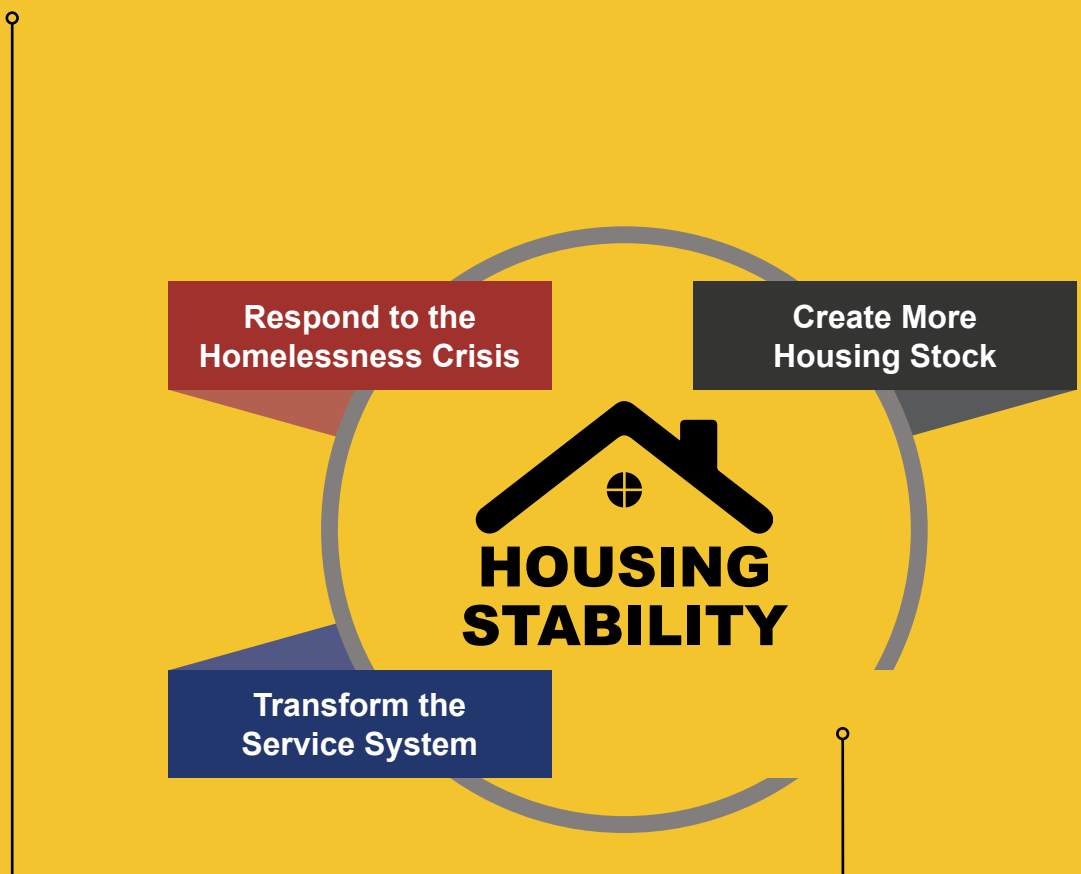 Respond to the
Homelessness Crisis
Create More
Housing Stock
HOUSING
STABILITY
Transform the
Service System